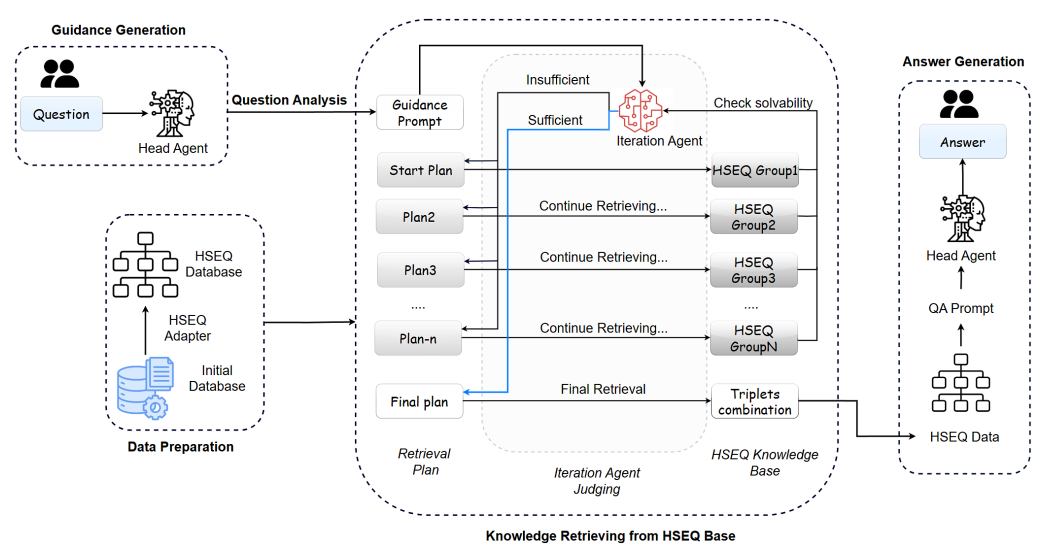 Guidance Generation
Question
Head Agent
Question Analysis
Guidance
Prompt
Insufficient
Sufficient
Iteration Agent
Check solvability
Start Plan
HSEQ Group1
Plan2
Continue Retrieving...
HSEQ
Group2
Plan3
Continue Retrieving...
HSEQ
Group3
....
....
Plan-n
Continue Retrieving...
HSEQ
GroupN
Final plan
Final Retrieval
Triplets
combination
Retrieval
Plan
Iteration Agent
Judging
HSEQ Knowledge
Base
Knowledge Retrieving from HSEQ Base
HSEQ
Database
HSEQ
Adapter
Initial
Database
Data Preparation
Answer Generation
Answer
Head Agent
QA Prompt
HSEQ Data